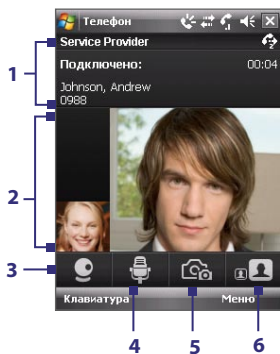 Телефон
Service Provider
Подключено: 00:04
Johnson, Andrew
0988
1
2
3
Клавиатура Меню
4 5 6